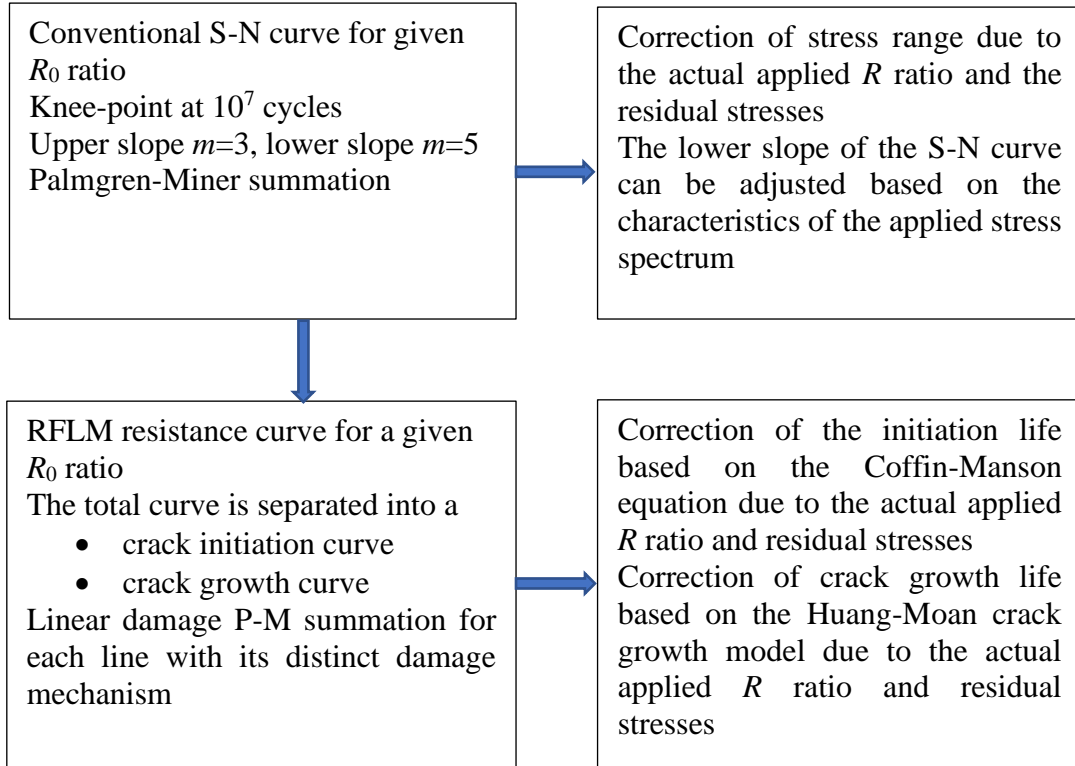 Conventional S-N curve for given
R₀ ratio
Knee-point at 10⁷ cycles
Upper slope m=3, lower slope m=5
Palmgren-Miner summation
Correction of stress range due to
the actual applied R ratio and the
residual stresses
The lower slope of the S-N curve
can be adjusted based on the
characteristics of the applied stress
spectrum
RFLM resistance curve for a given
R₀ ratio
The total curve is separated into a
• crack initiation curve
• crack growth curve
Linear damage P-M summation for
each line with its distinct damage
mechanism
Correction of the initiation life
based on the Coffin-Manson
equation due to the actual applied
R ratio and residual stresses
Correction of crack growth life
based on the Huang-Moan crack
growth model due to the actual
applied R ratio and residual
stresses